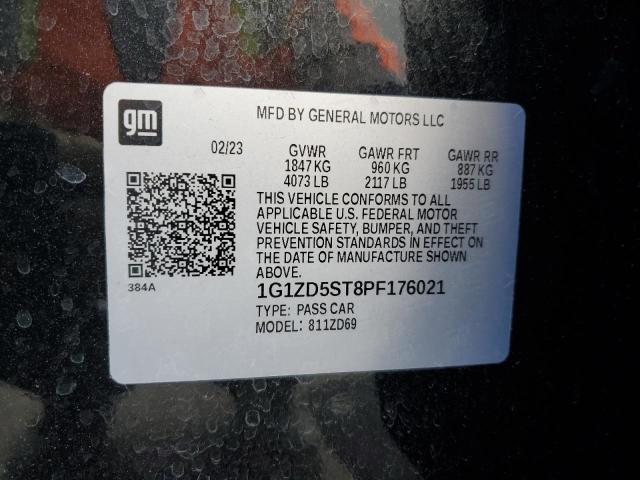 gm
MFD BY GENERAL MOTORS LLC
02/23 GVWR GAWR FRT GAWR RR
1847 KG 960 KG 887 KG
4073 LB 2117 LB 1955 LB
THIS VEHICLE CONFORMS TO ALL
APPLICABLE U.S. FEDERAL MOTOR
VEHICLE SAFETY, BUMPER, AND THEFT
PREVENTION STANDARDS IN EFFECT ON
THE DATE OF MANUFACTURE SHOWN
ABOVE.
384A
1G1ZD5ST8PF176021
TYPE: PASS CAR
MODEL: 811ZD69